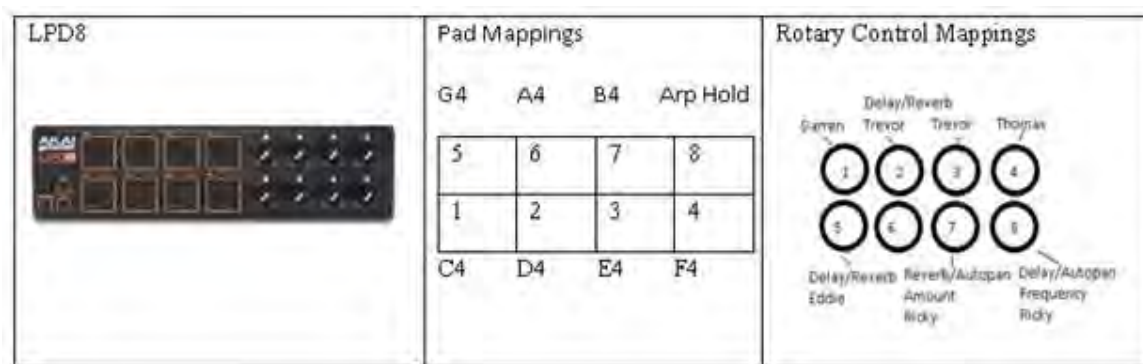 LPD8
Pad Mappings
Rotary Control Mappings
G4 A4 B4 Arp Hold
5 6 7 8
1 2 3 4
C4 D4 E4 F4
Delay/Reverb
Darren Trevor Trevor Thomas
1 2 3 4
5 6 7 8
Delay/Reverb Reverb/Autopan Delay/Autopan
Eddie Amount Frequency
Ricky Ricky
AKAI